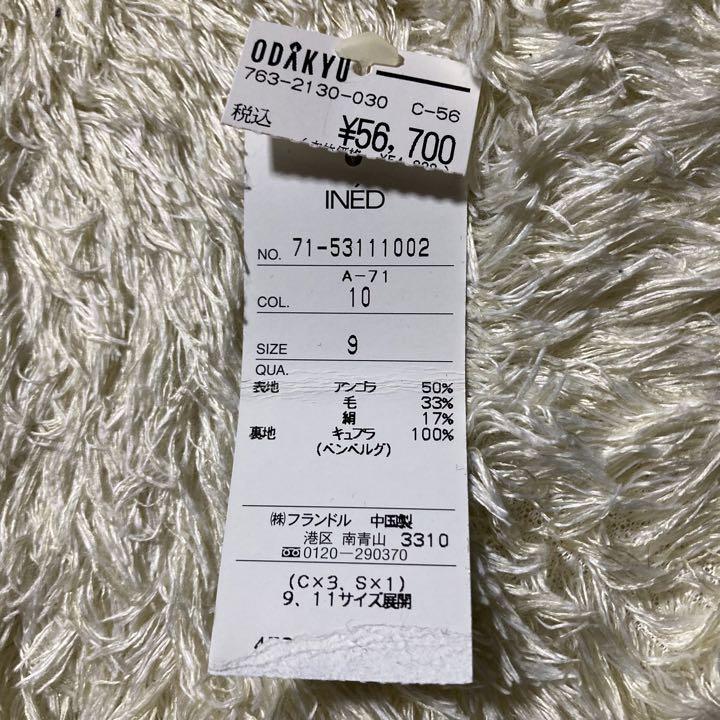 ODAKYU
763-2130-030 C-56
税込 ¥56,700
INÉD
NO. 71-53111002
A-71
COL. 10
SIZE 9
QUA.
表地 アンゴラ 50%
毛 33%
絹 17%
裏地 キュプラ 100%
(ベンベルグ)
㈱フランドル 中国製
港区 南青山 3310
0120-290370
(C×3、S×1)
9、11サイズ展開